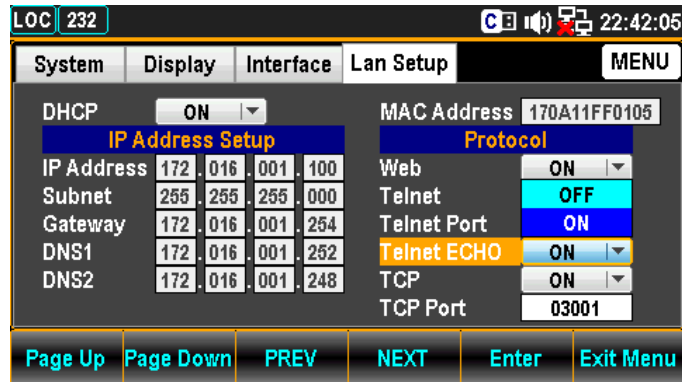 LOC 232 C 22:42:05
System Display Interface Lan Setup MENU
DHCP ON MAC Address 170A11FF0105
IP Address Setup Protocol
IP Address 172 . 016 . 001 . 100 Web ON
Subnet 255 . 255 . 255 . 000 Telnet OFF
Gateway 172 . 016 . 001 . 254 Telnet Port ON
DNS1 172 . 016 . 001 . 252 Telnet ECHO ON
DNS2 172 . 016 . 001 . 248 TCP ON
TCP Port 03001
Page Up Page Down PREV NEXT Enter Exit Menu